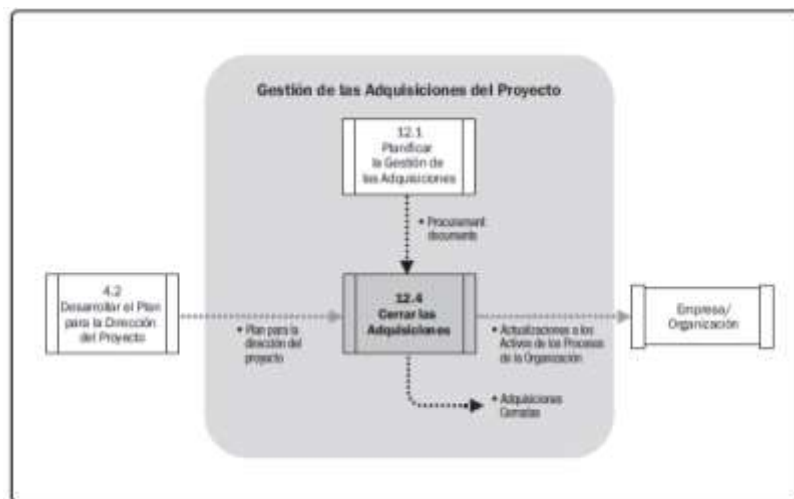 Gestión de las Adquisiciones del Proyecto
12.1
Planificar
la Gestión de
las Adquisiciones
• Procurement
documents
4.2
Desarrollar el Plan
para la Dirección
del Proyecto
• Plan para la
dirección del
proyecto
12.4
Cerrar las
Adquisiciones
• Actualizaciones a los
Activos de los Procesos
de la Organización
Empresa/
Organización
• Adquisiciones
Cerradas